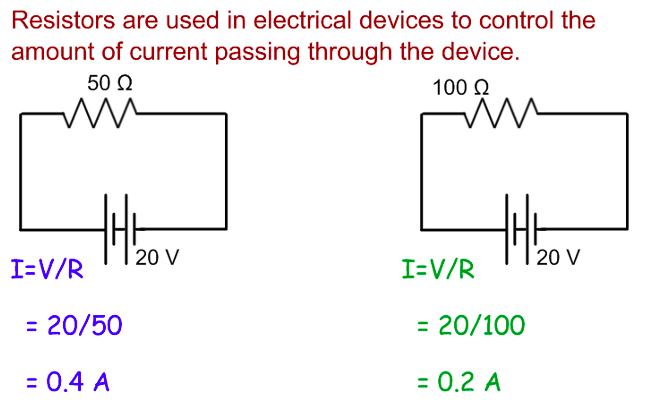 Resistors are used in electrical devices to control the
amount of current passing through the device.
50 Ω
20 V
I=V/R
= 20/50
= 0.4 A
100 Ω
20 V
I=V/R
= 20/100
= 0.2 A